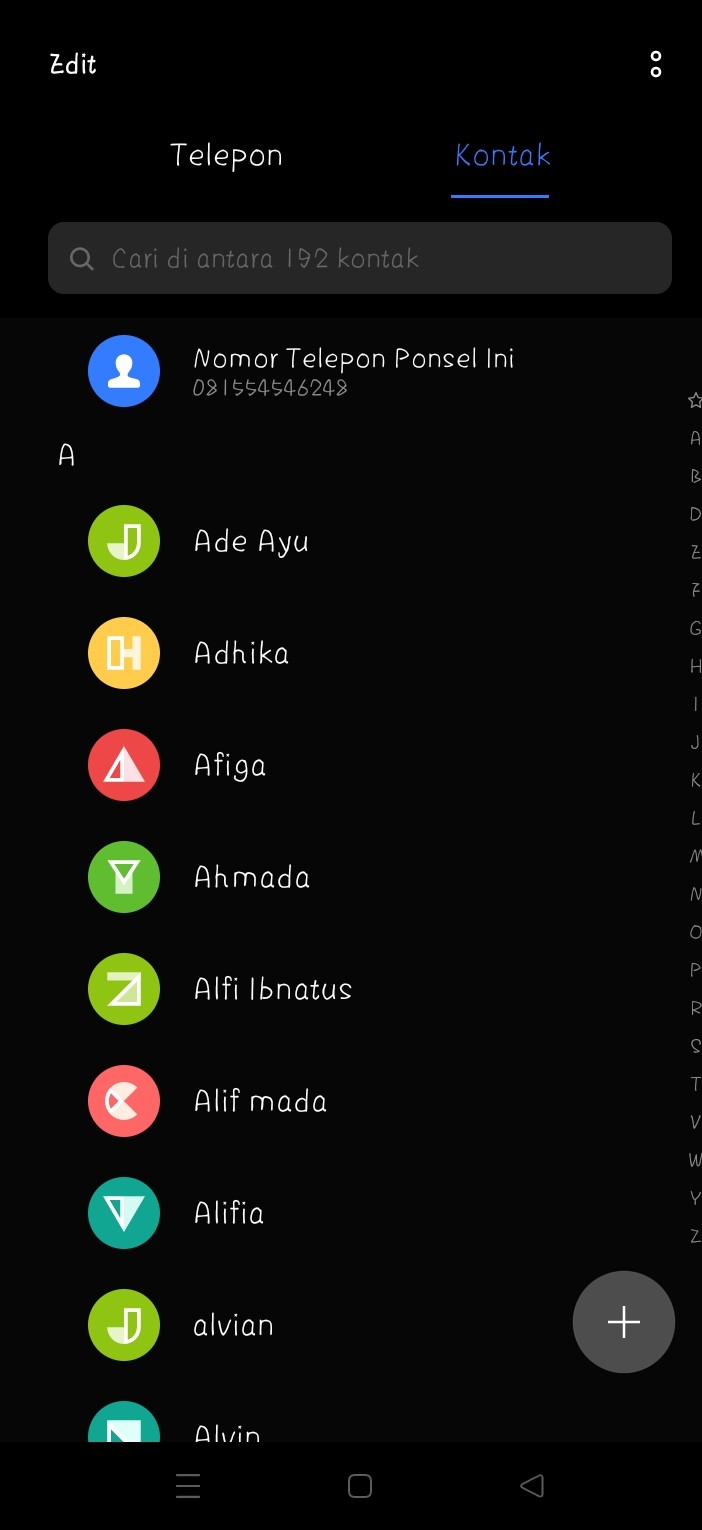 Edit
Telepon
Kontak
Cari di antara 192 kontak
Nomor Telepon Ponsel Ini
081554546248
A
Ade Ayu
Adhika
Afiga
Ahmada
Alfi Ibnatus
Alif mada
Alifia
alvian
Alvin
A
B
D
E
F
G
H
I
J
K
L
M
N
O
P
R
S
T
V
W
Y
Z